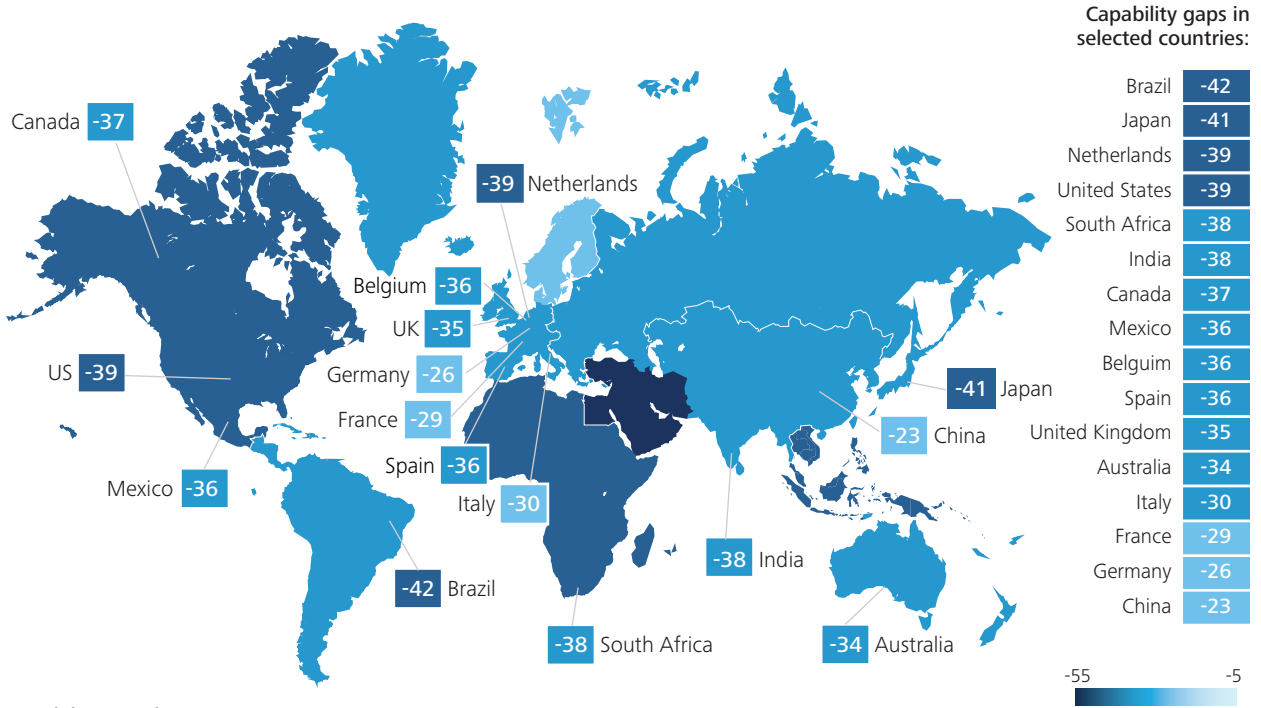 Capability gaps in
selected countries:
Canada -37
-39 Netherlands
Belgium -36
UK -35
US -39
Germany -26
-41 Japan
France -29
-23 China
Spain -36
Mexico -36
Italy -30
-38 India
-42 Brazil
-38 South Africa
-34 Australia
Brazil -42
Japan -41
Netherlands -39
United States -39
South Africa -38
India -38
Canada -37
Mexico -36
Belguim -36
Spain -36
United Kingdom -35
Australia -34
Italy -30
France -29
Germany -26
China -23
-55 -5